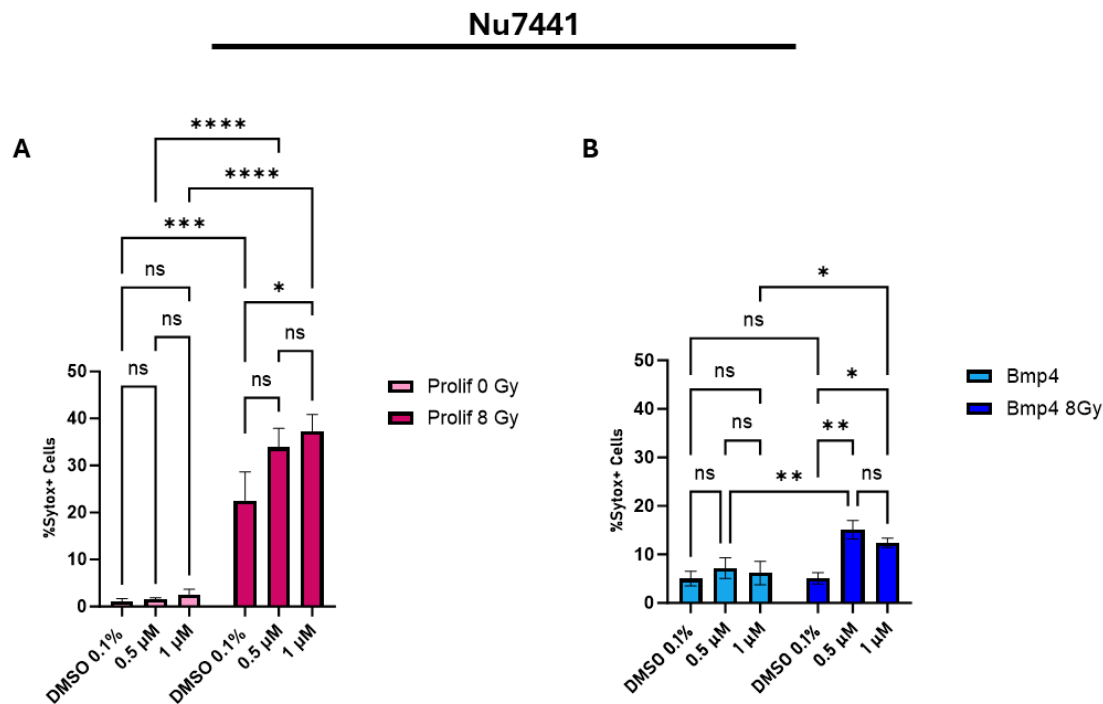 Nu7441
A
B
****
****
***
ns
*
ns
ns
ns
ns
50
40
30
20
10
0
%Sytox+ Cells
DMSO 0.1%
0.5 µM
1 µM
DMSO 0.1%
0.5 µM
1 µM
Prolif 0 Gy
Prolif 8 Gy
*
ns
ns
*
ns
**
ns
**
ns
50
40
30
20
10
0
%Sytox+ Cells
DMSO 0.1%
0.5 µM
1 µM
DMSO 0.1%
0.5 µM
1 µM
Bmp4
Bmp4 8Gy